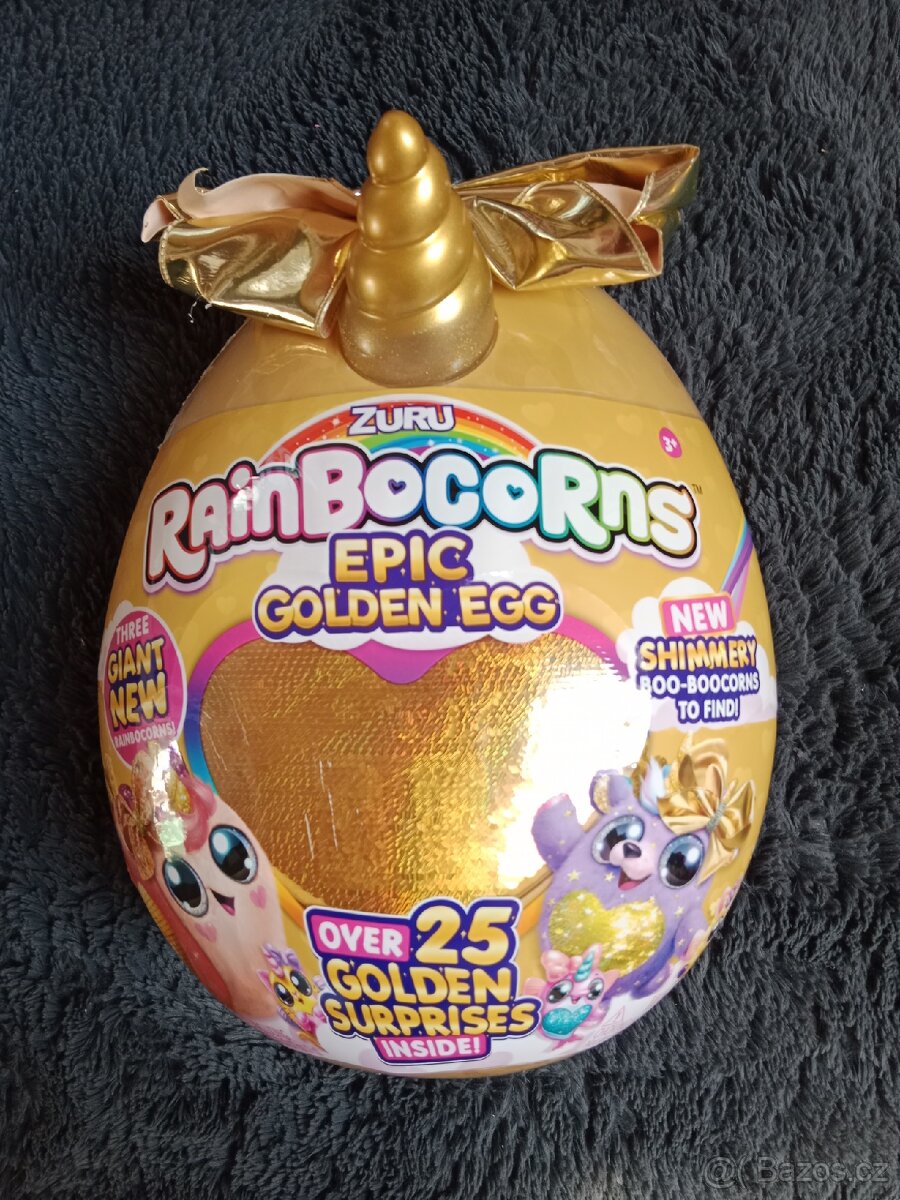 ZURU
3+
RainBoCoRns™
EPIC
GOLDEN EGG
THREE
GIANT
NEW
RAINBOCORNS!
NEW
SHIMMERY
BOO-BOOCORNS
TO FIND!
OVER 25
GOLDEN
SURPRISES
INSIDE!
@ Bazos.cz